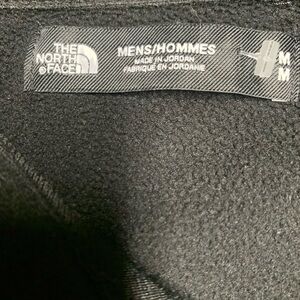 THE
NORTH
FACE
MENS/HOMMES
MADE IN JORDAN
FABRIQUÉ EN JORDANIE
M
M